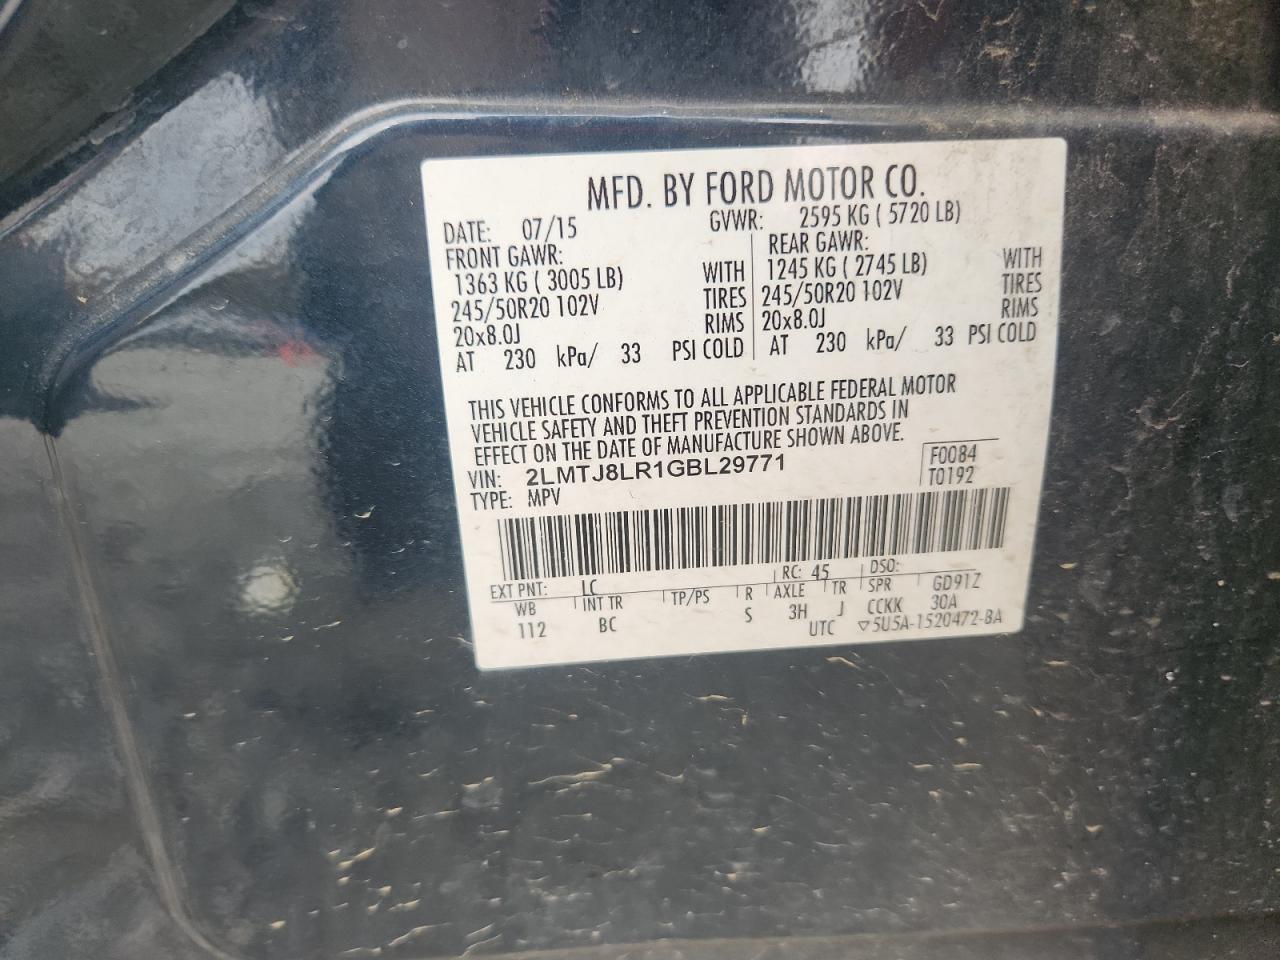 MFD. BY FORD MOTOR CO.
DATE: 07/15 GVWR: 2595 KG ( 5720 LB)
FRONT GAWR: REAR GAWR:
1363 KG ( 3005 LB) WITH 1245 KG ( 2745 LB) WITH
245/50R20 102V TIRES 245/50R20 102V TIRES
20x8.0J RIMS 20x8.0J RIMS
AT 230 kPa/ 33 PSI COLD AT 230 kPa/ 33 PSI COLD
THIS VEHICLE CONFORMS TO ALL APPLICABLE FEDERAL MOTOR
VEHICLE SAFETY AND THEFT PREVENTION STANDARDS IN
EFFECT ON THE DATE OF MANUFACTURE SHOWN ABOVE.
VIN: 2LMTJ8LR1GBL29771 F0084
TYPE: MPV T0192
EXT PNT: LC RC: 45 DSO:
WB INT TR TP/PS R AXLE TR SPR GD91Z
112 BC S 3H J CCKK 30A
UTC ▽5U5A-1520472-BA